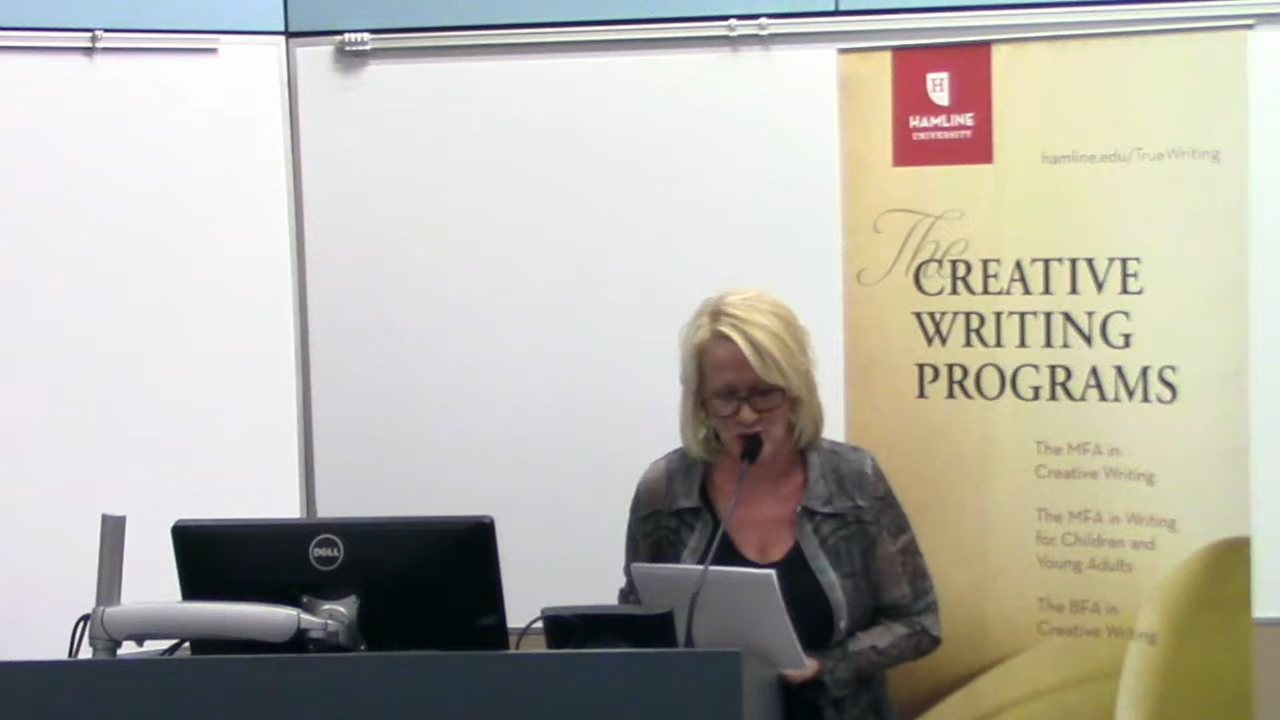 HAMLINE
UNIVERSITY
hamline.edu/TrueWriting
The
CREATIVE
WRITING
PROGRAMS
The MFA in
Creative Writing
The MFA in Writing
for Children and
Young Adults
The BFA in
Creative Writing
DELL